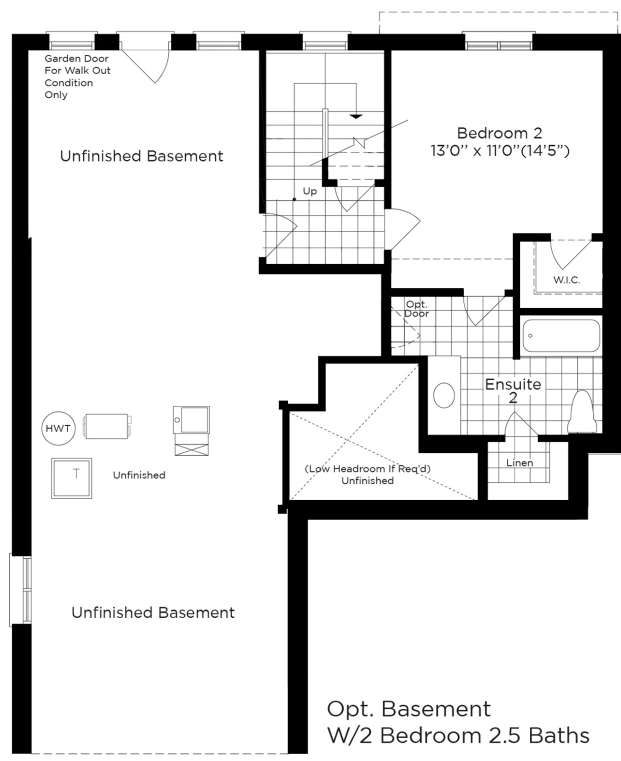 Garden Door
For Walk Out
Condition
Only
Unfinished Basement
Bedroom 2
13'0'' x 11'0''(14'5'')
Up
W.I.C.
Opt.
Door
Ensuite
2
HWT
T
Unfinished
Linen
(Low Headroom If Req'd)
Unfinished
Unfinished Basement
Opt. Basement
W/2 Bedroom 2.5 Baths